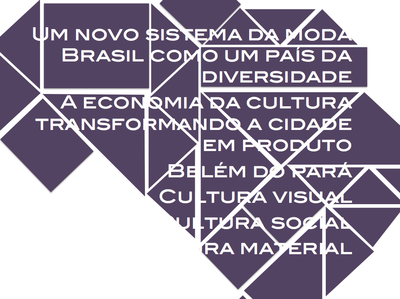 Um novo sistema da moda
Brasil como um país da
diversidade
A economia da cultura
transformando a cidade
em produto
Belém do Pará
Cultura visual
ultura social
ra material